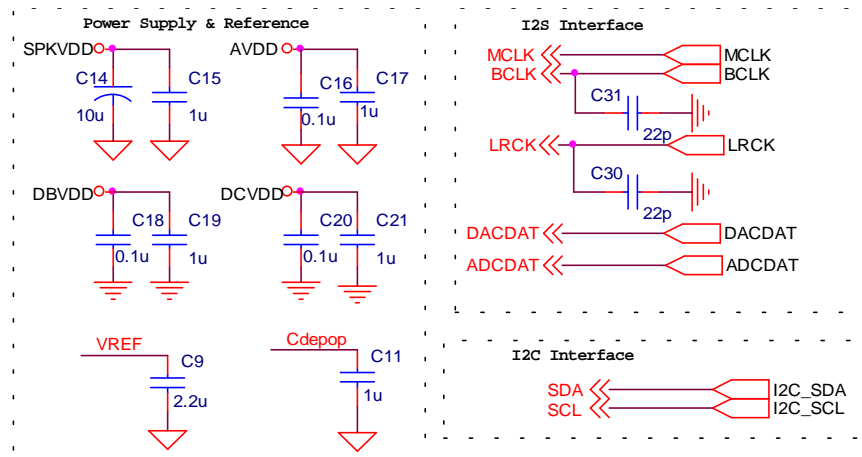 Power Supply & Reference
SPKVDD
C14
10u
C15
1u
AVDD
C16
0.1u
C17
1u
DBVDD
C18
0.1u
C19
1u
DCVDD
C20
0.1u
C21
1u
VREF
C9
2.2u
Cdepop
C11
1u
I2S Interface
MCLK
MCLK
BCLK
BCLK
C31
22p
LRCK
LRCK
C30
22p
DACDAT
DACDAT
ADCDAT
ADCDAT
I2C Interface
SDA
I2C_SDA
SCL
I2C_SCL